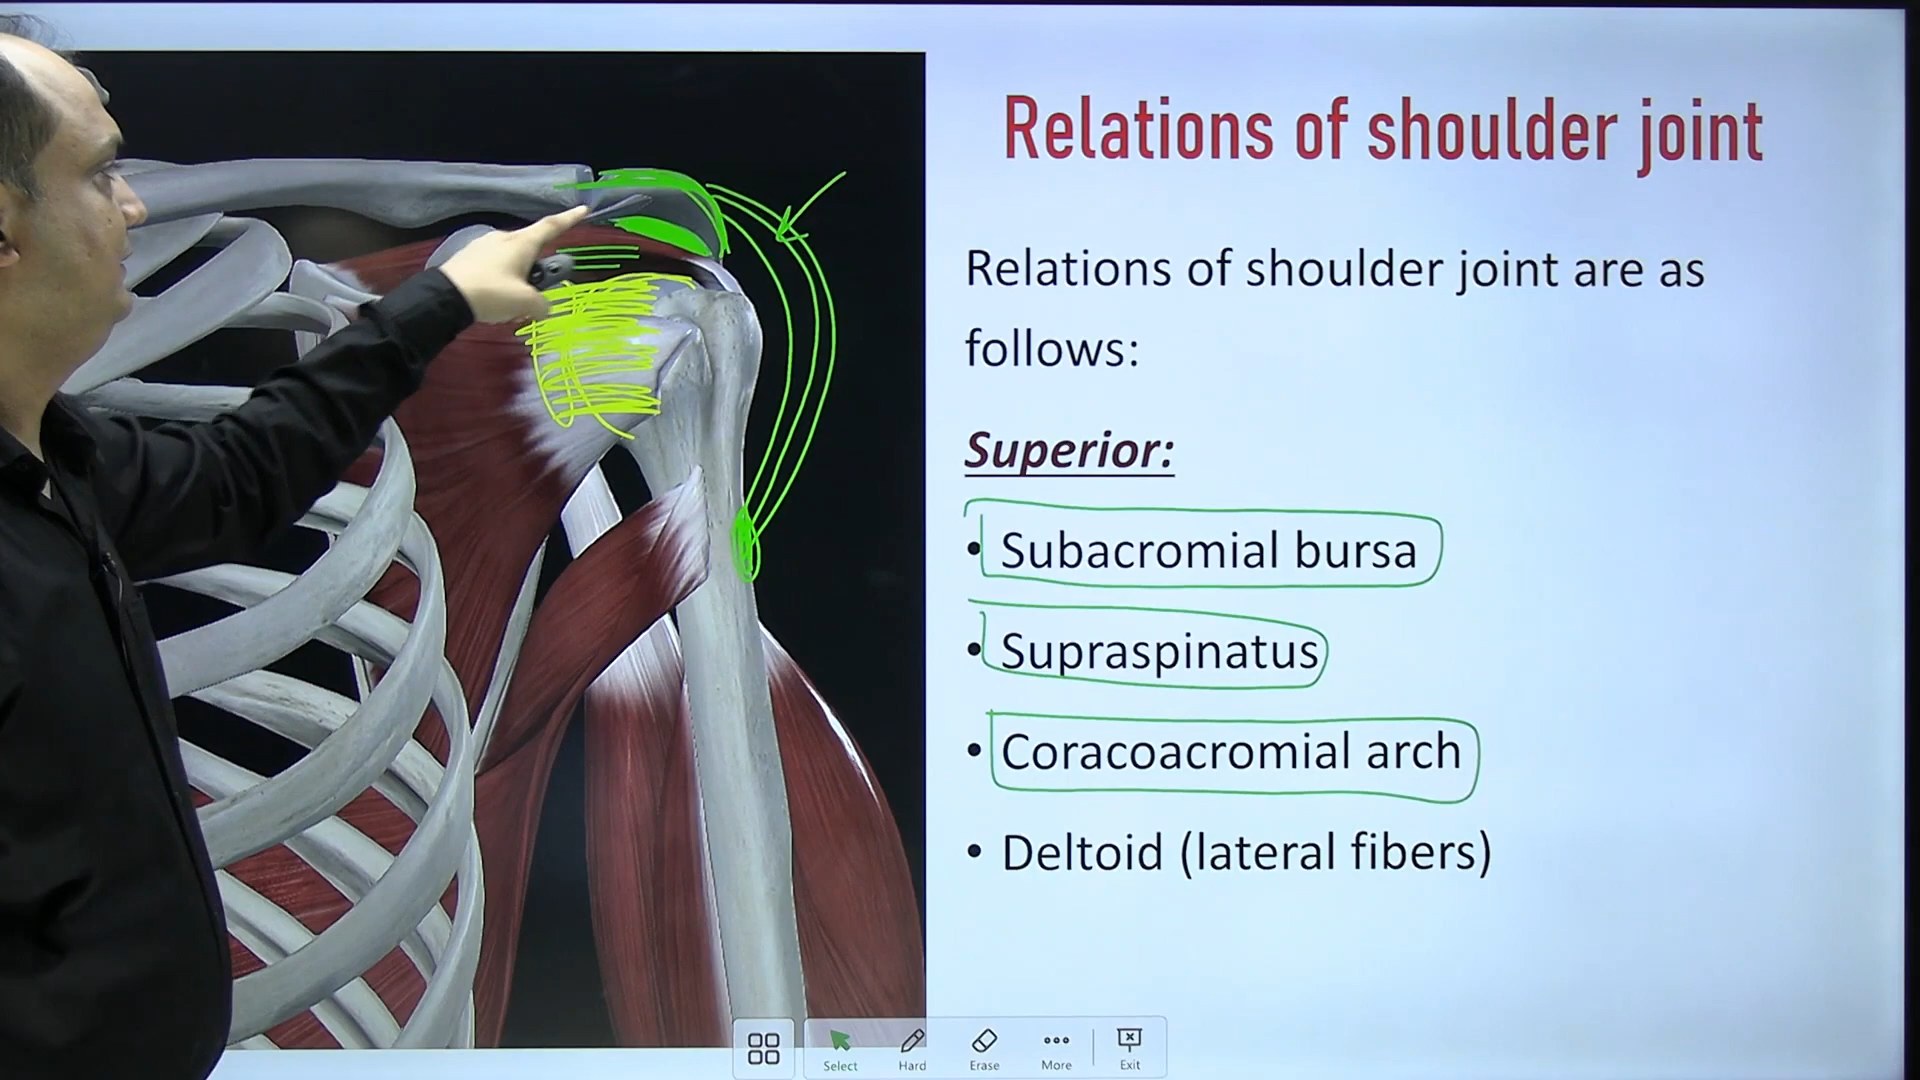 Relations of shoulder joint
Relations of shoulder joint are as
follows:
Superior:
• Subacromial bursa
• Supraspinatus
• Coracoacromial arch
• Deltoid (lateral fibers)
Select
Hard
Erase
More
Exit